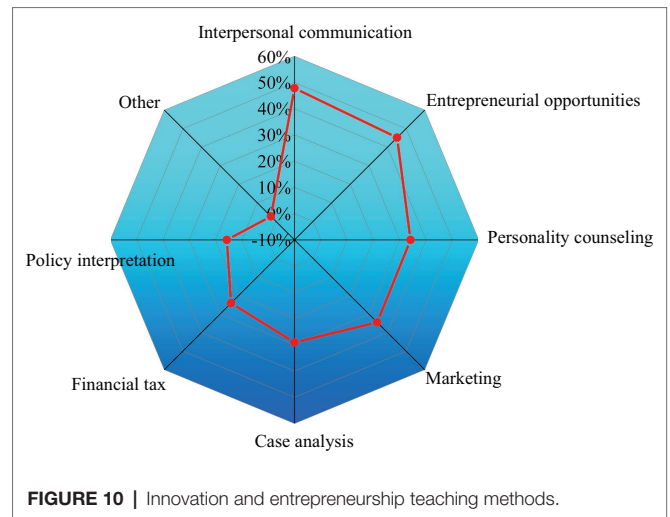 Interpersonal communication
60%
50%
Other
Entrepreneurial opportunities
40%
30%
20%
10%
0%
-10%
Personality counseling
Policy interpretation
Financial tax
Marketing
Case analysis
FIGURE 10 | Innovation and entrepreneurship teaching methods.